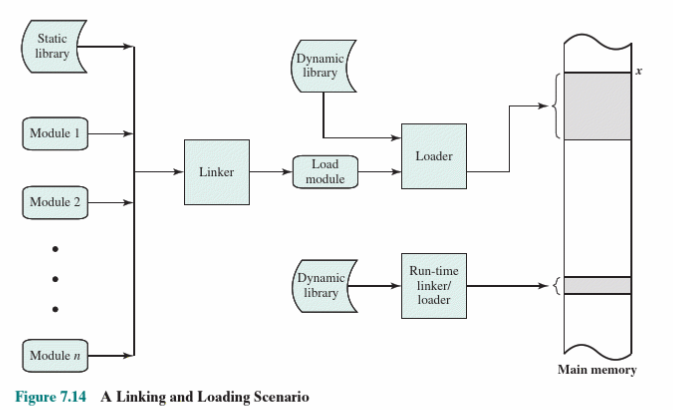 Static
library
Dynamic
library
x
Module 1
Loader
Linker
Load
module
Module 2
Dynamic
library
Run-time
linker/
loader
Module n
Main memory
Figure 7.14 A Linking and Loading Scenario